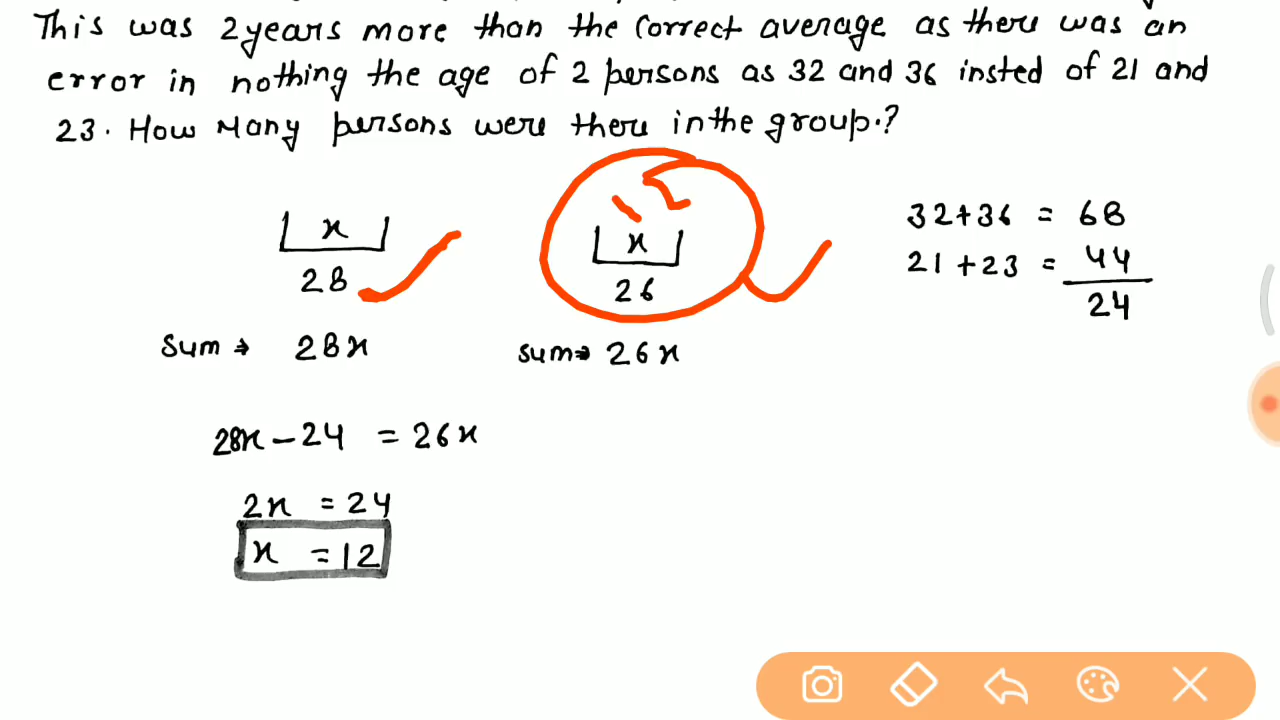 This was 2 years more than the correct average as there was an
error in nothing the age of 2 persons as 32 and 36 insted of 21 and
23. How Many persons were there in the group.?
x
28
x
26
32+36 = 68
21 + 23 = 44
24
Sum → 28x
sum→ 26x
28x - 24 = 26x
2x = 24
x = 12